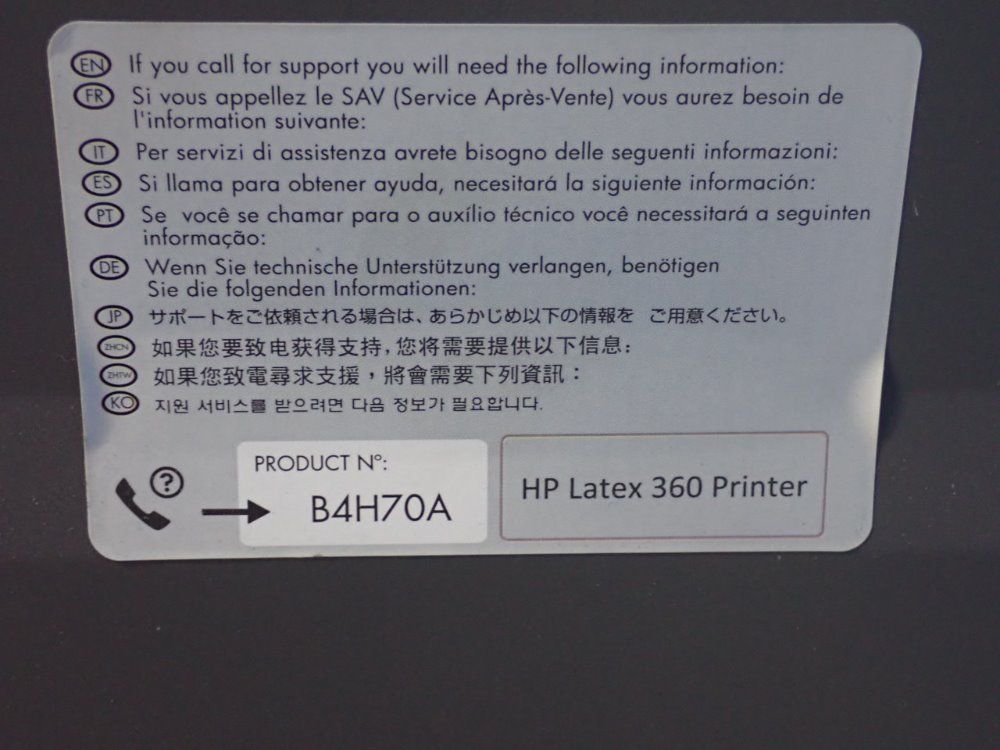 EN If you call for support you will need the following information:
FR Si vous appellez le SAV (Service Après-Vente) vous aurez besoin de
l'information suivante:
IT Per servizi di assistenza avrete bisogno delle seguenti informazioni:
ES Si llama para obtener ayuda, necesitará la siguiente información:
PT Se você se chamar para o auxílio técnico você necessitará a seguinten
informação:
DE Wenn Sie technische Unterstützung verlangen, benötigen
Sie die folgenden Informationen:
JP サポートをご依頼される場合は、あらかじめ以下の情報を ご用意ください。
ZHCN 如果您要致电获得支持,您将需要提供以下信息:
ZHTW 如果您致電尋求支援，將會需要下列資訊：
KO 지원 서비스를 받으려면 다음 정보가 필요합니다.
?
PRODUCT Nº:
B4H70A
HP Latex 360 Printer